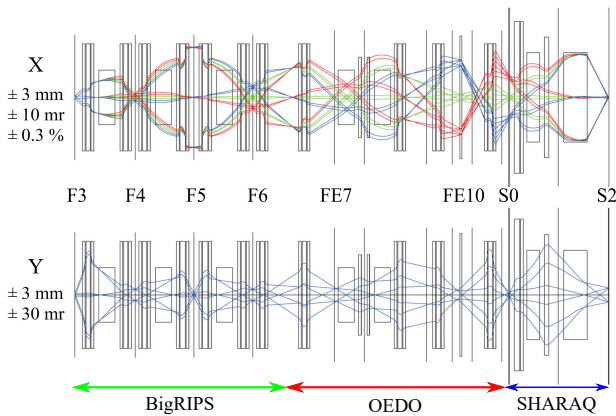 X
± 3 mm
± 10 mr
± 0.3 %
F3 F4 F5 F6 FE7 FE10 S0 S2
Y
± 3 mm
± 30 mr
BigRIPS OEDO SHARAQ